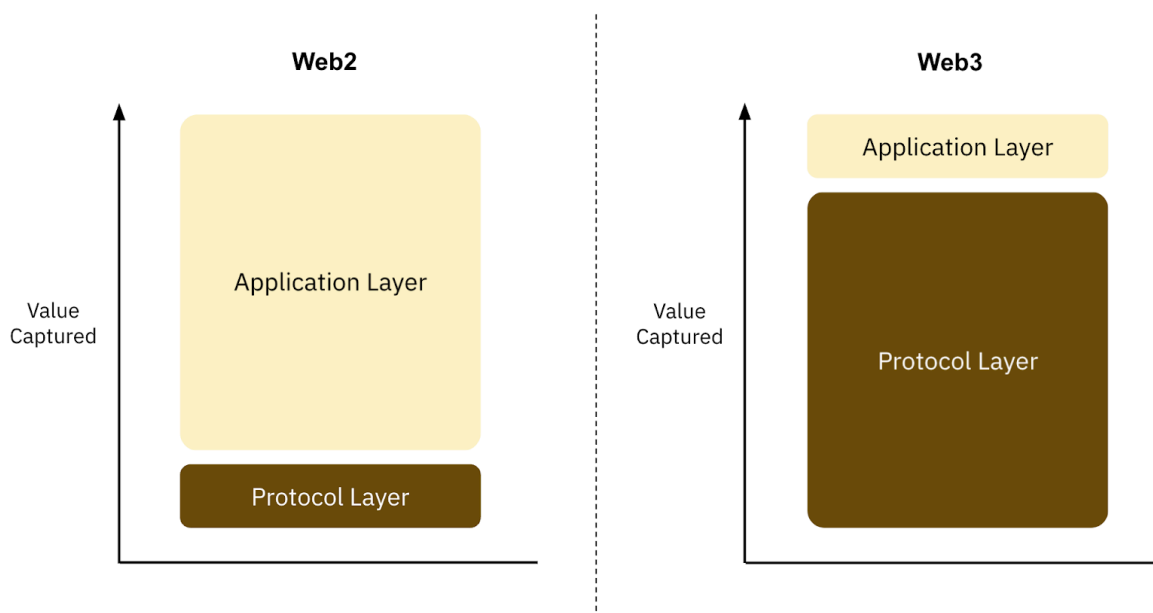 Web2
Application Layer
Value
Captured
Protocol Layer
Web3
Application Layer
Value
Captured
Protocol Layer